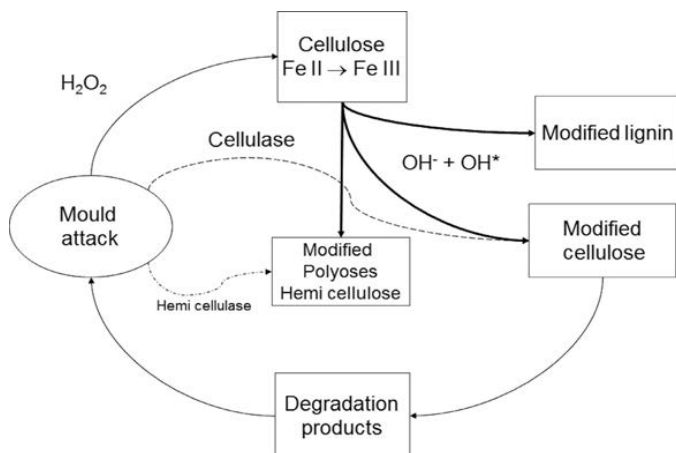 Cellulose
Fe II → Fe III
H₂O₂
Modified lignin
Cellulase
OH⁻ + OH*
Mould
attack
Modified
cellulose
Modified
Polyoses
Hemi cellulose
Hemi cellulase
Degradation
products